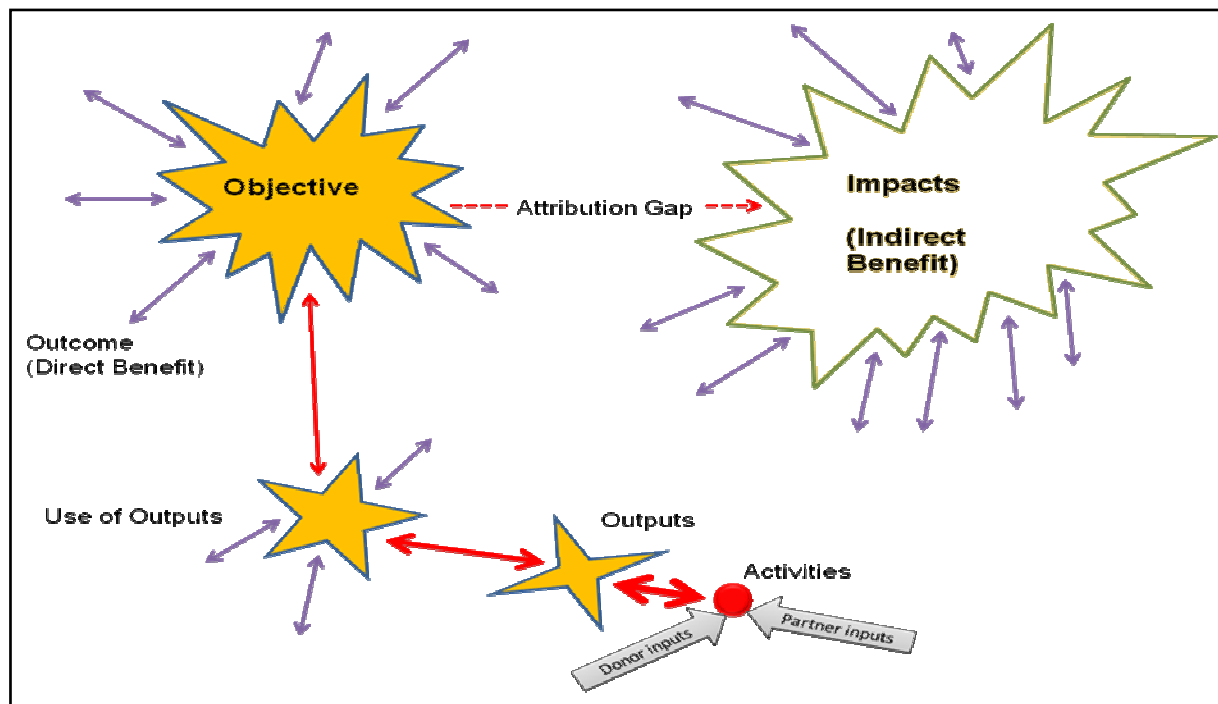 Objective
Attribution Gap
Impacts
(Indirect
Benefit)
Outcome
(Direct Benefit)
Use of Outputs
Outputs
Activities
Donor inputs
Partner inputs